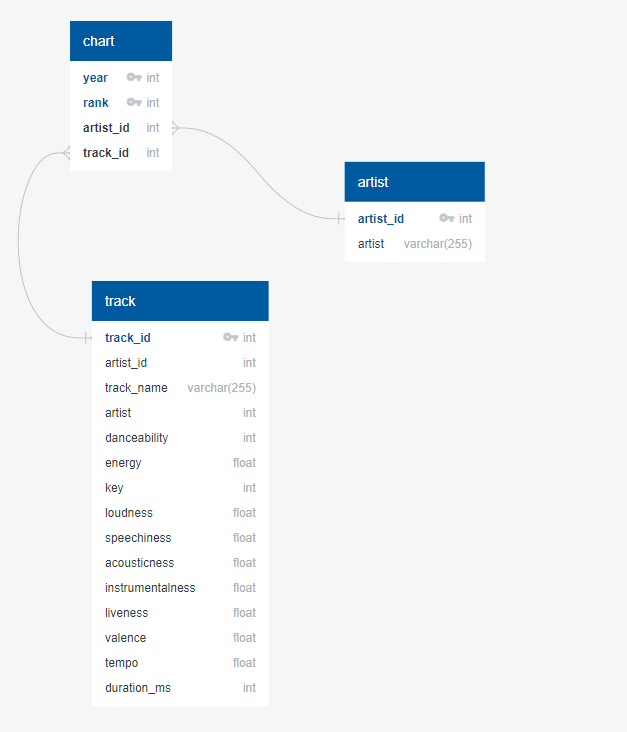 chart
year int
rank int
artist_id int
track_id int
artist
artist_id int
artist varchar(255)
track
track_id int
artist_id int
track_name varchar(255)
artist int
danceability int
energy float
key int
loudness float
speechiness float
acousticness float
instrumentalness float
liveness float
valence float
tempo float
duration_ms int